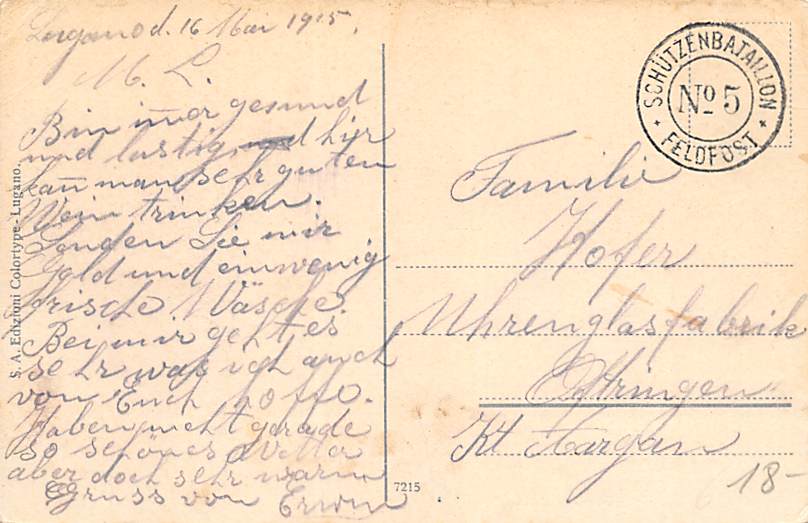 Lugano d. 16 Mai 1915.
M. L.
Bin imer gesund
und lustig, und hier
kan man sehr guten
Wein trinken.
Senden Sie mir
Gald und ein wenig
frische Wäsche.
Bei mir geht es
sehr was ich auch
von Euch hoffe.
Haben nicht gerade
so schönes Wetter
aber doch sehr warm
Gruss von Erwin
S. A. Edizioni Colortype - Lugano.
7215
SCHÜTZENBATAILLON
No 5
FELDPOST
Familie
Hofer
Uhrenglasfabrik
Oftringen
Kt Aargau
18-